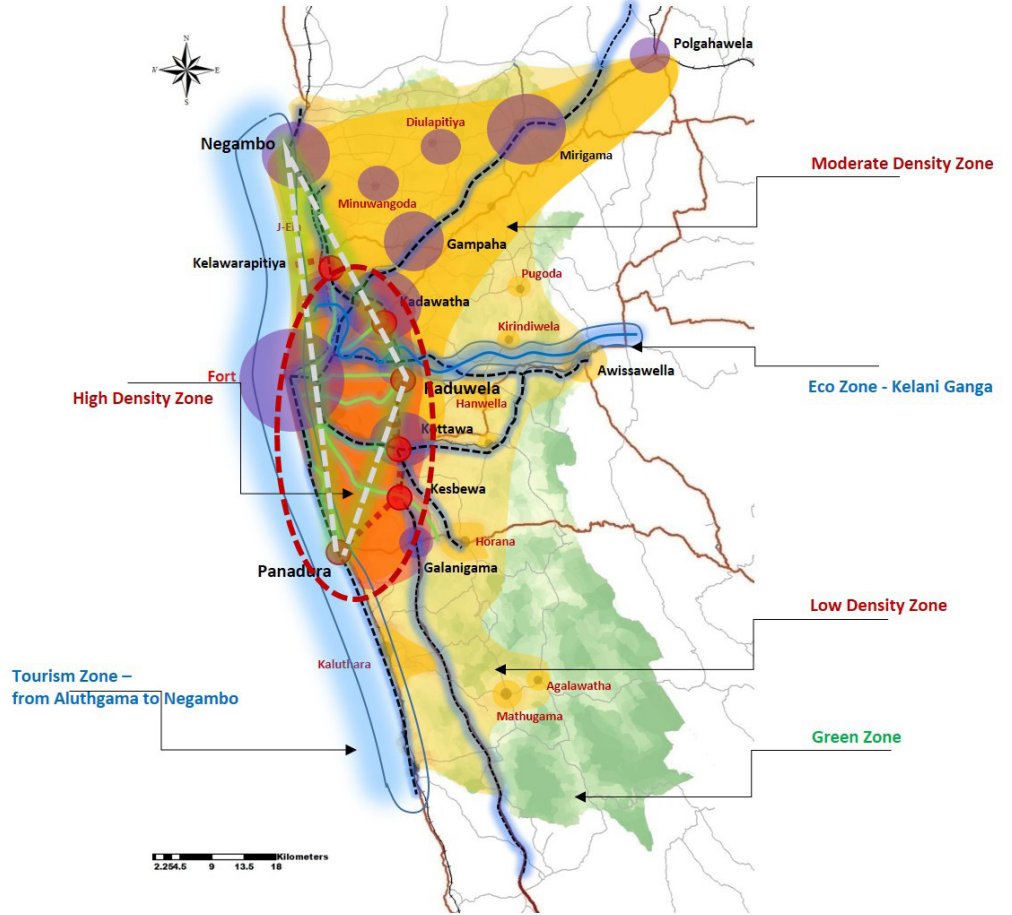 Polgahawela
N
W
E
S
Diulapitiya
Negambo
Mirigama
Moderate Density Zone
Minuwangoda
Gampaha
Kelawarapitiya
Pugoda
Kadawatha
Kirindiwela
Fort
Awissawella
Eco Zone - Kelani Ganga
High Density Zone
Kaduwela
Hanwella
Kottawa
Kesbewa
Horana
Panadura
Galanigama
Low Density Zone
Kaluthara
Tourism Zone –
from Aluthgama to Negambo
Agalawatha
Mathugama
Green Zone
Kilometers
2.25 4.5 9 13.5 18